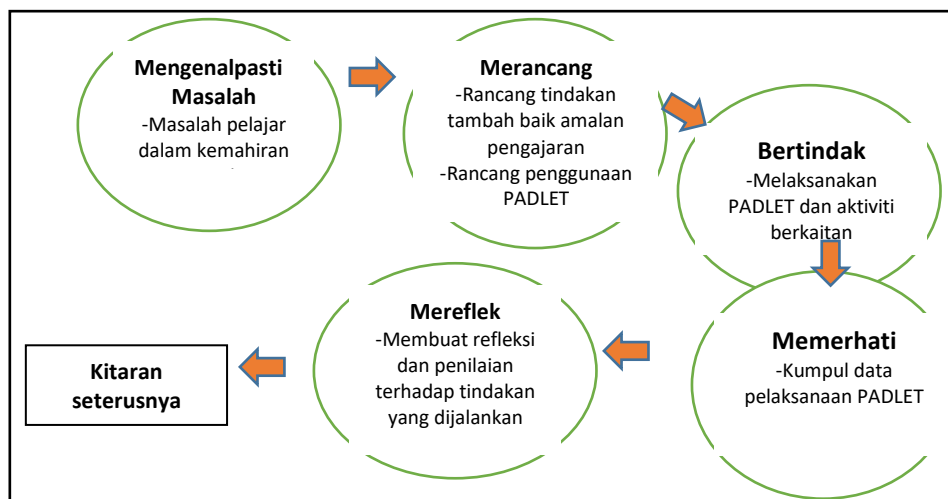 Mengenalpasti
Masalah
-Masalah pelajar
dalam kemahiran
Merancang
-Rancang tindakan
tambah baik amalan
pengajaran
-Rancang penggunaan
PADLET
Bertindak
-Melaksanakan
PADLET dan aktiviti
berkaitan
Memerhati
-Kumpul data
pelaksanaan PADLET
Mereflek
-Membuat refleksi
dan penilaian
terhadap tindakan
yang dijalankan
Kitaran
seterusnya